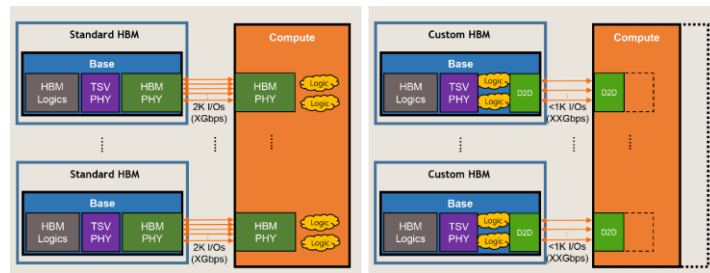 Standard HBM
Base
HBM
Logics
TSV
PHY
HBM
PHY
2K I/Os
(XGbps)
Compute
HBM
PHY
Logic
Logic
Standard HBM
Base
HBM
Logics
TSV
PHY
HBM
PHY
2K I/Os
(XGbps)
HBM
PHY
Logic
Logic
Custom HBM
Base
HBM
Logics
TSV
PHY
Logic
Logic
D2D
<1K I/Os
(XXGbps)
Compute
D2D
Custom HBM
Base
HBM
Logics
TSV
PHY
Logic
Logic
D2D
<1K I/Os
(XXGbps)
D2D